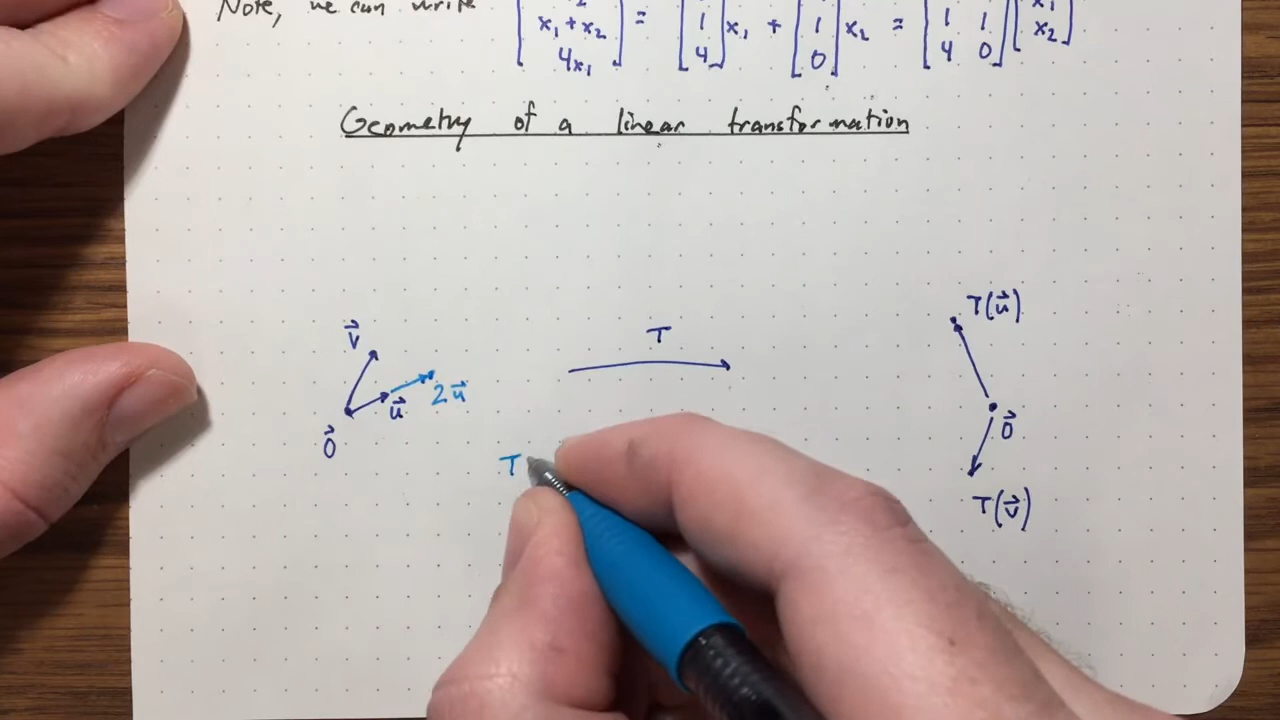 Note, we can write [x₁ + x₂ 4x₁] = [1 4] x₁ + [1 0] x₂ = [1 1 4 0] [x₁ x₂]
Geometry of a linear transformation
T(u⃗)
v⃗ T
2u⃗
u⃗
0⃗ 0⃗
T
T(v⃗)